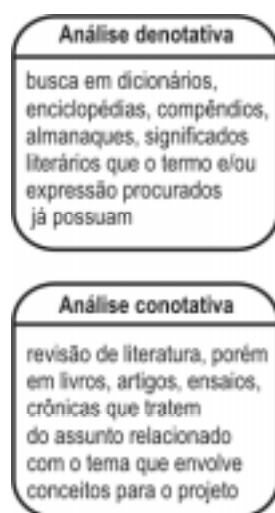 Análise denotativa
busca em dicionários,
enciclopédias, compêndios,
almanaques, significados
literários que o termo e/ou
expressão procurados
já possuam
Análise conotativa
revisão de literatura, porém
em livros, artigos, ensaios,
crônicas que tratem
do assunto relacionado
com o tema que envolve
conceitos para o projeto